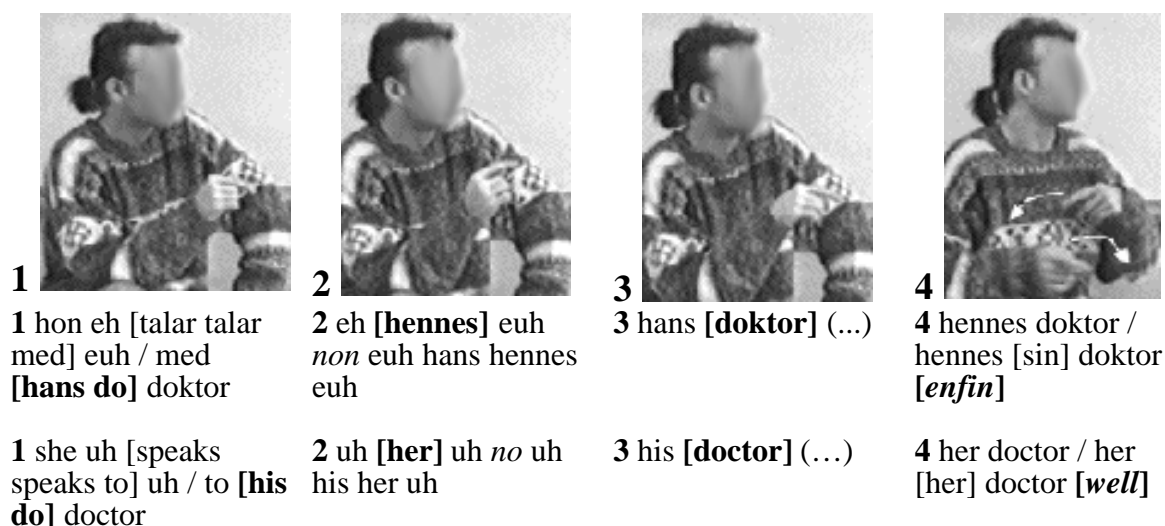 1
2
3
4
1 hon eh [talar talar
med] euh / med
[hans do] doktor
2 eh [hennes] euh
non euh hans hennes
euh
3 hans [doktor] (...)
4 hennes doktor /
hennes [sin] doktor
[enfin]
1 she uh [speaks
speaks to] uh / to [his
do] doctor
2 uh [her] uh no uh
his her uh
3 his [doctor] (…)
4 her doctor / her
[her] doctor [well]